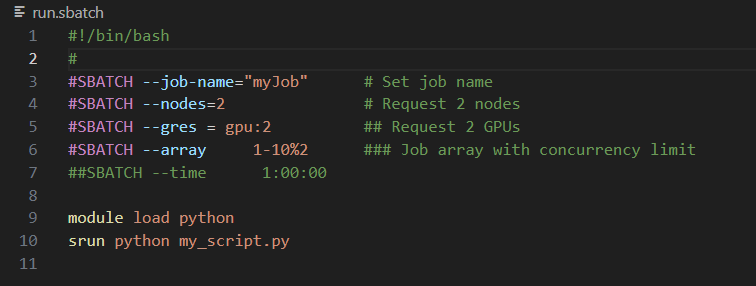 run.sbatch
1 #!/bin/bash
2 #
3 #SBATCH --job-name="myJob" # Set job name
4 #SBATCH --nodes=2 # Request 2 nodes
5 #SBATCH --gres = gpu:2 ## Request 2 GPUs
6 #SBATCH --array 1-10%2 ### Job array with concurrency limit
7 ##SBATCH --time 1:00:00
8
9 module load python
10 srun python my_script.py
11